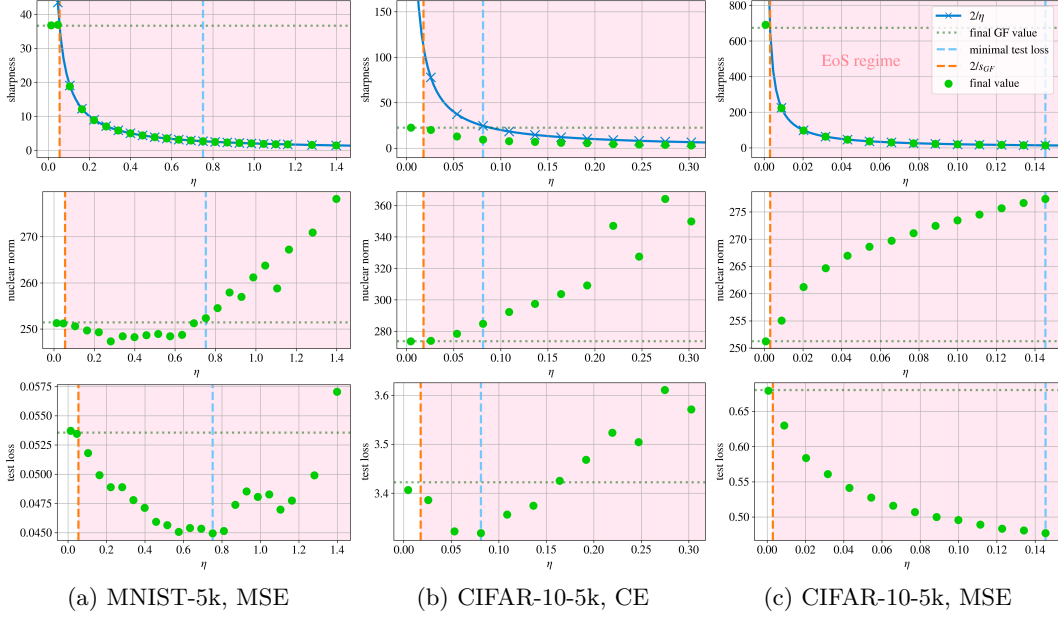 sharpness
40
30
20
10
0
0.0 0.2 0.4 0.6 0.8 1.0 1.2 1.4
η
sharpness
150
100
50
0
0.00 0.05 0.10 0.15 0.20 0.25 0.30
η
sharpness
800
600
400
200
0
0.00 0.02 0.04 0.06 0.08 0.10 0.12 0.14
η
EoS regime
2/η
final GF value
minimal test loss
2/s_GF
final value
nuclear norm
270
260
250
0.0 0.2 0.4 0.6 0.8 1.0 1.2 1.4
η
nuclear norm
360
340
320
300
280
0.00 0.05 0.10 0.15 0.20 0.25 0.30
η
nuclear norm
275
270
265
260
255
250
0.00 0.02 0.04 0.06 0.08 0.10 0.12 0.14
η
test loss
0.0575
0.0550
0.0525
0.0500
0.0475
0.0450
0.0 0.2 0.4 0.6 0.8 1.0 1.2 1.4
η
test loss
3.6
3.5
3.4
0.00 0.05 0.10 0.15 0.20 0.25 0.30
η
test loss
0.65
0.60
0.55
0.50
0.00 0.02 0.04 0.06 0.08 0.10 0.12 0.14
η
(a) MNIST-5k, MSE
(b) CIFAR-10-5k, CE
(c) CIFAR-10-5k, MSE